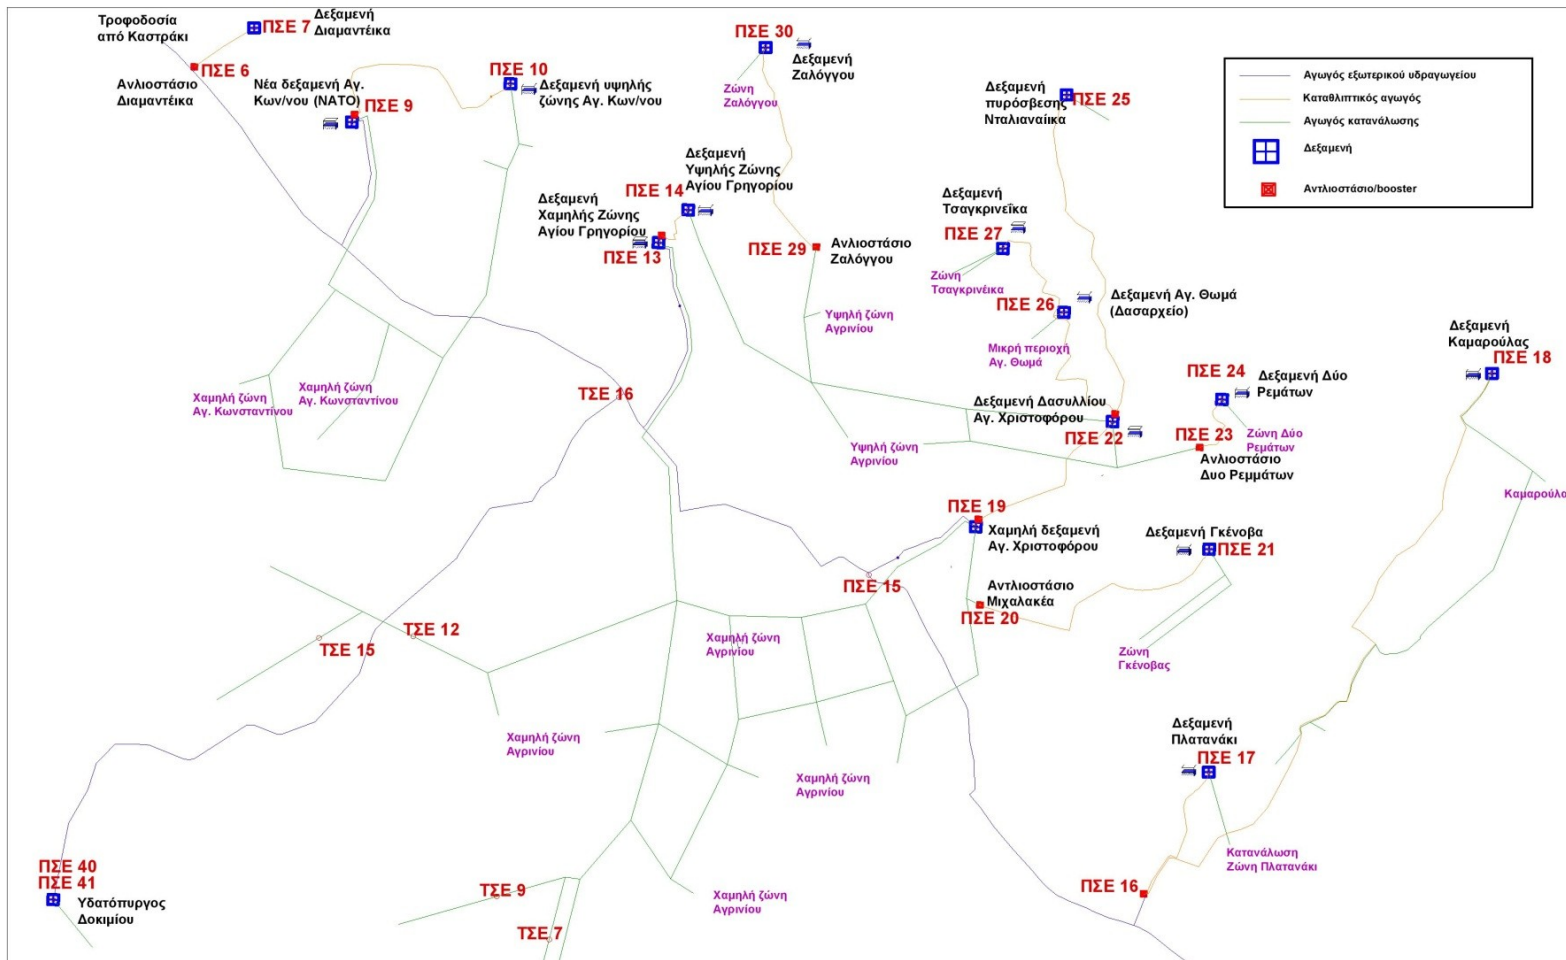 Τροφοδοσία
από Καστράκι
ΠΣΕ 7
Δεξαμενή
Διαμαντέικα
ΠΣΕ 6
Ανλιοστάσιο
Διαμαντέικα
Νέα δεξαμενή Αγ.
Κων/νου (ΝΑΤΟ)
ΠΣΕ 9
ΠΣΕ 10
Δεξαμενή υψηλής
ζώνης Αγ. Κων/νου
ΠΣΕ 30
Δεξαμενή
Ζαλόγγου
Ζώνη
Ζαλόγγου
Δεξαμενή
πυρόσβεσης
Νταλιαναίικα
ΠΣΕ 25
Αγωγός εξωτερικού υδραγωγείου
Καταθλιπτικός αγωγός
Αγωγός κατανάλωσης
Δεξαμενή
Αντλιοστάσιο/booster
Δεξαμενή
Υψηλής Ζώνης
Αγίου Γρηγορίου
ΠΣΕ 14
Δεξαμενή
Χαμηλής Ζώνης
Αγίου Γρηγορίου
ΠΣΕ 13
ΠΣΕ 29
Ανλιοστάσιο
Ζαλόγγου
Δεξαμενή
Τσαγκρινεΐκα
ΠΣΕ 27
Ζώνη
Τσαγκρινέικα
ΠΣΕ 26
Δεξαμενή Αγ. Θωμά
(Δασαρχείο)
Μικρή περιοχή
Αγ. Θωμά
Υψηλή ζώνη
Αγρινίου
Δεξαμενή
Καμαρούλας
ΠΣΕ 18
Χαμηλή ζώνη
Αγ. Κωνσταντίνου
Χαμηλή ζώνη
Αγ. Κωνσταντίνου
ΤΣΕ 16
ΠΣΕ 24
Δεξαμενή Δύο
Ρεμάτων
Δεξαμενή Δασυλλίου
Αγ. Χριστοφόρου
ΠΣΕ 22
ΠΣΕ 23
Ζώνη Δύο
Ρεμάτων
Ανλιοστάσιο
Δυο Ρεμμάτων
Υψηλή ζώνη
Αγρινίου
Καμαρούλα
ΠΣΕ 19
Χαμηλή δεξαμενή
Αγ. Χριστοφόρου
Δεξαμενή Γκένοβα
ΠΣΕ 21
ΠΣΕ 15
Αντλιοστάσιο
Μιχαλακέα
ΠΣΕ 20
ΤΣΕ 12
ΤΣΕ 15
Χαμηλή ζώνη
Αγρινίου
Ζώνη
Γκένοβας
Χαμηλή ζώνη
Αγρινίου
Δεξαμενή
Πλατανάκι
ΠΣΕ 17
Χαμηλή ζώνη
Αγρινίου
Κατανάλωση
Ζώνη Πλατανάκι
ΠΣΕ 40
ΠΣΕ 41
Υδατόπυργος
Δοκιμίου
ΤΣΕ 9
ΤΣΕ 7
Χαμηλή ζώνη
Αγρινίου
ΠΣΕ 16